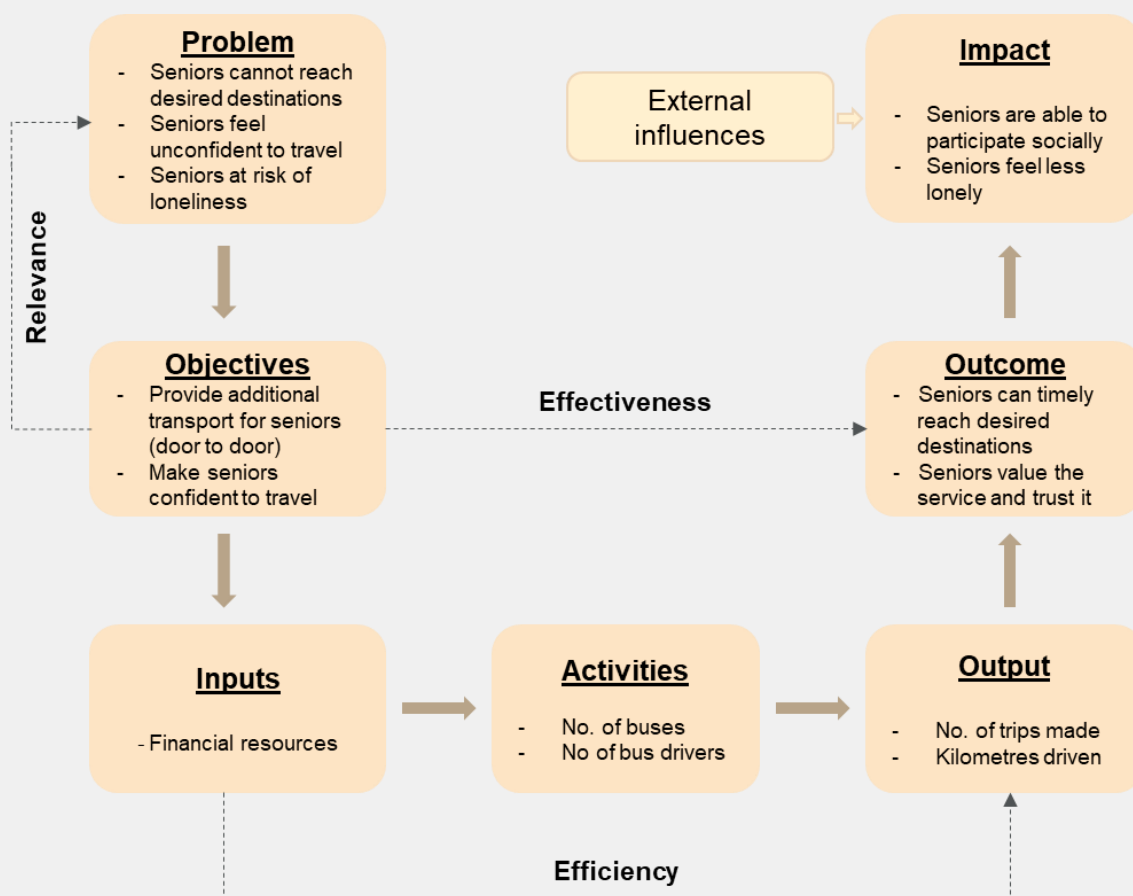 Problem
- Seniors cannot reach
desired destinations
- Seniors feel
unconfident to travel
- Seniors at risk of
loneliness
External
influences
Impact
- Seniors are able to
participate socially
- Seniors feel less
lonely
Relevance
Objectives
- Provide additional
transport for seniors
(door to door)
- Make seniors
confident to travel
Effectiveness
Outcome
- Seniors can timely
reach desired
destinations
- Seniors value the
service and trust it
Inputs
- Financial resources
Activities
- No. of buses
- No of bus drivers
Output
- No. of trips made
- Kilometres driven
Efficiency